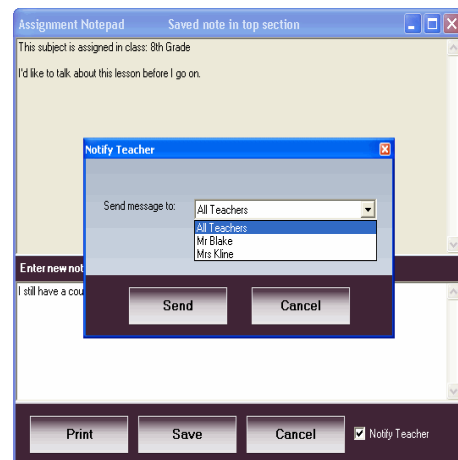 Assignment Notepad Saved note in top section
This subject is assigned in class: 8th Grade
I'd like to talk about this lesson before I go on.
Notify Teacher
Send message to: All Teachers
All Teachers
Mr Blake
Mrs Kline
Send Cancel
Enter new
I still have a
Print Save Cancel Notify Teacher